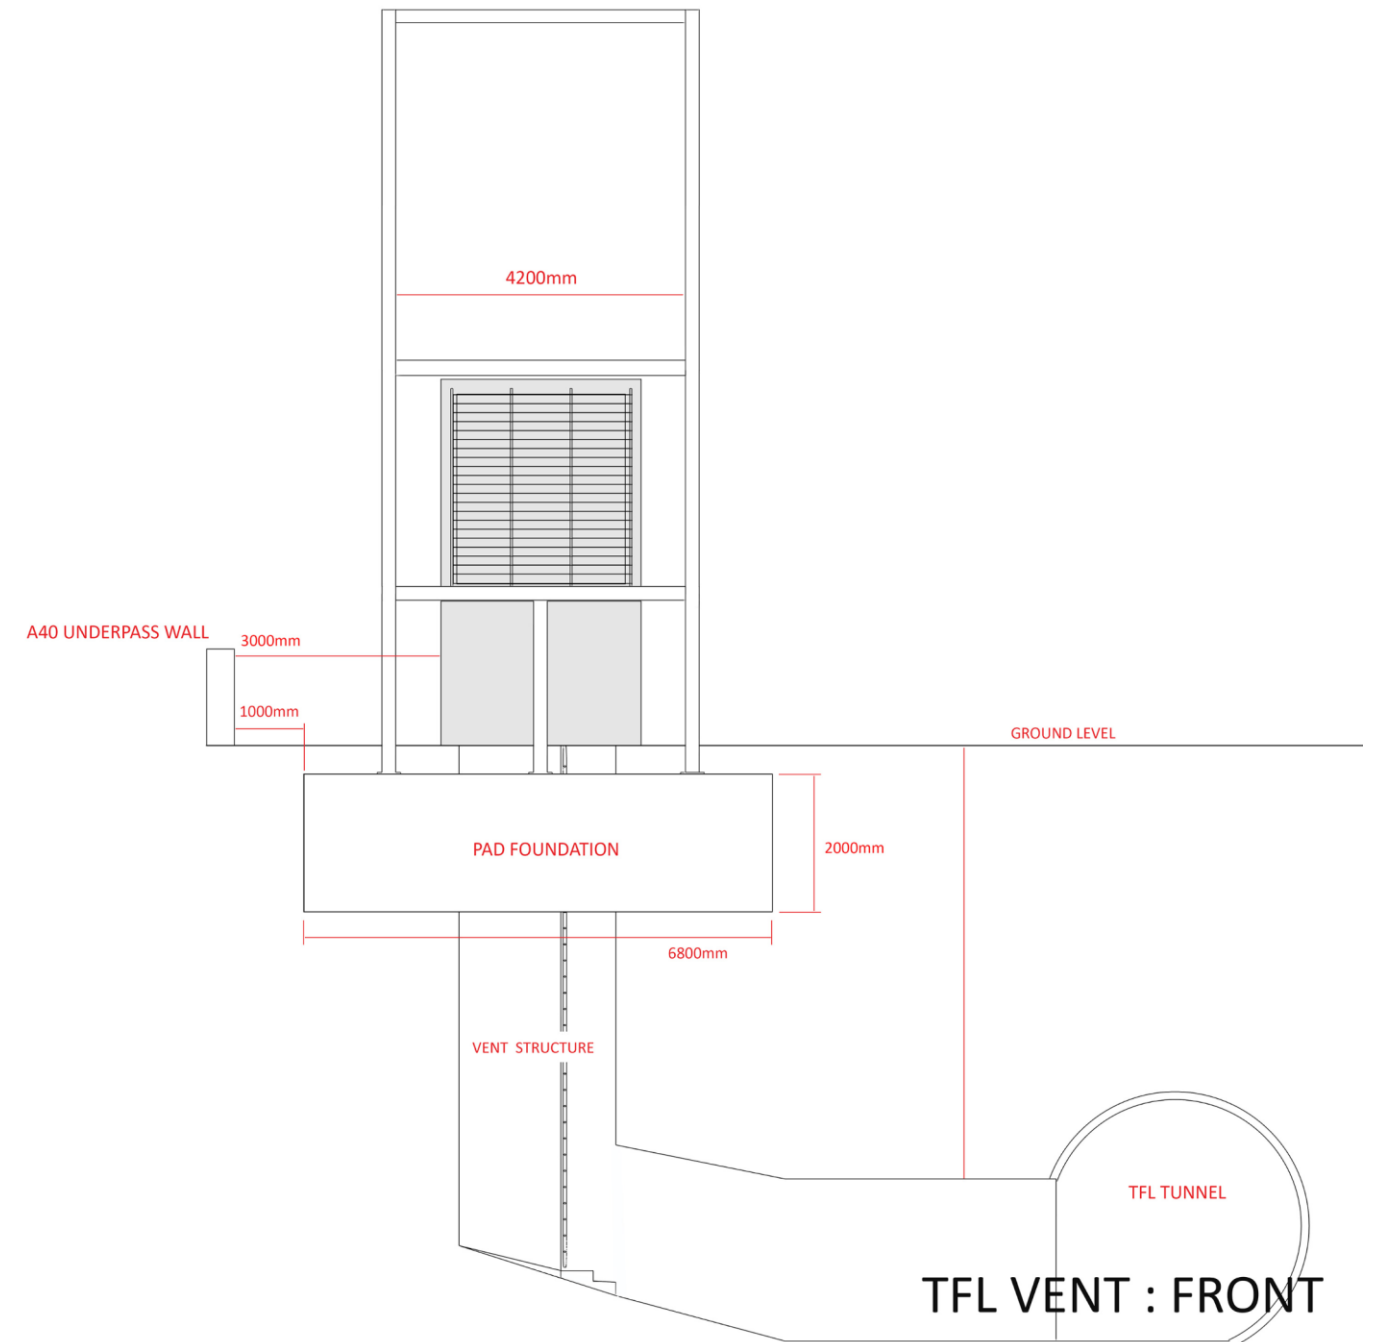 4200mm
A40 UNDERPASS WALL
3000mm
1000mm
GROUND LEVEL
PAD FOUNDATION
2000mm
6800mm
VENT STRUCTURE
TFL TUNNEL
TFL VENT : FRONT